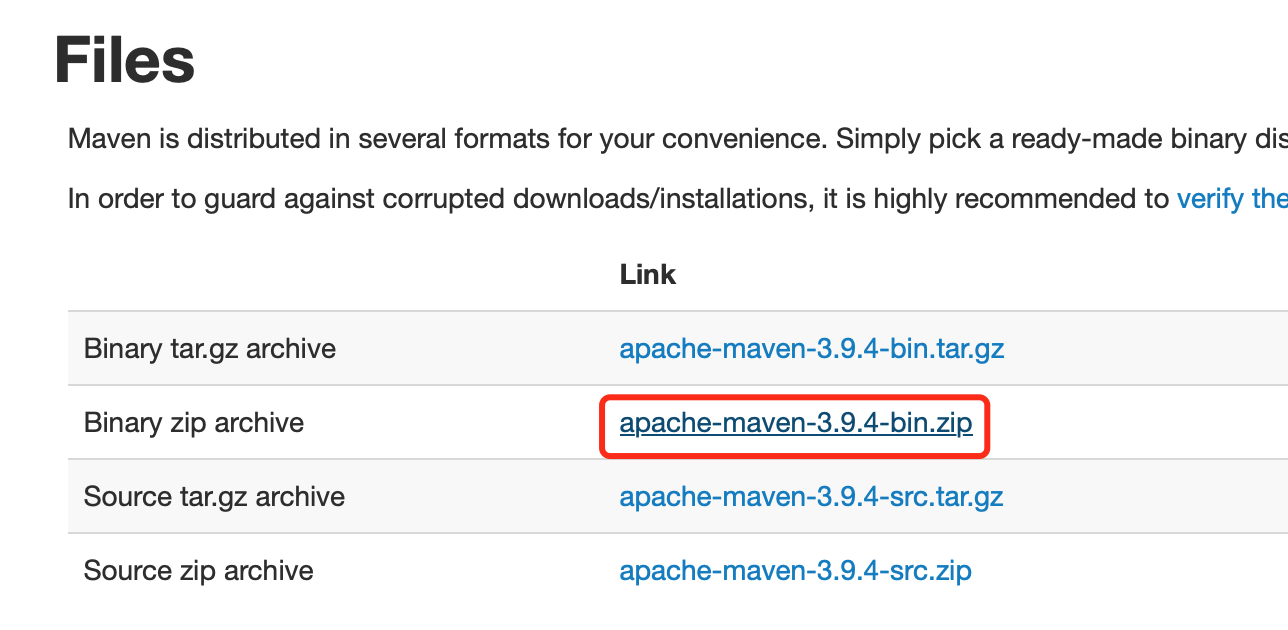 Files
Maven is distributed in several formats for your convenience. Simply pick a ready-made binary dis
In order to guard against corrupted downloads/installations, it is highly recommended to verify the
Link
Binary tar.gz archive apache-maven-3.9.4-bin.tar.gz
Binary zip archive apache-maven-3.9.4-bin.zip
Source tar.gz archive apache-maven-3.9.4-src.tar.gz
Source zip archive apache-maven-3.9.4-src.zip